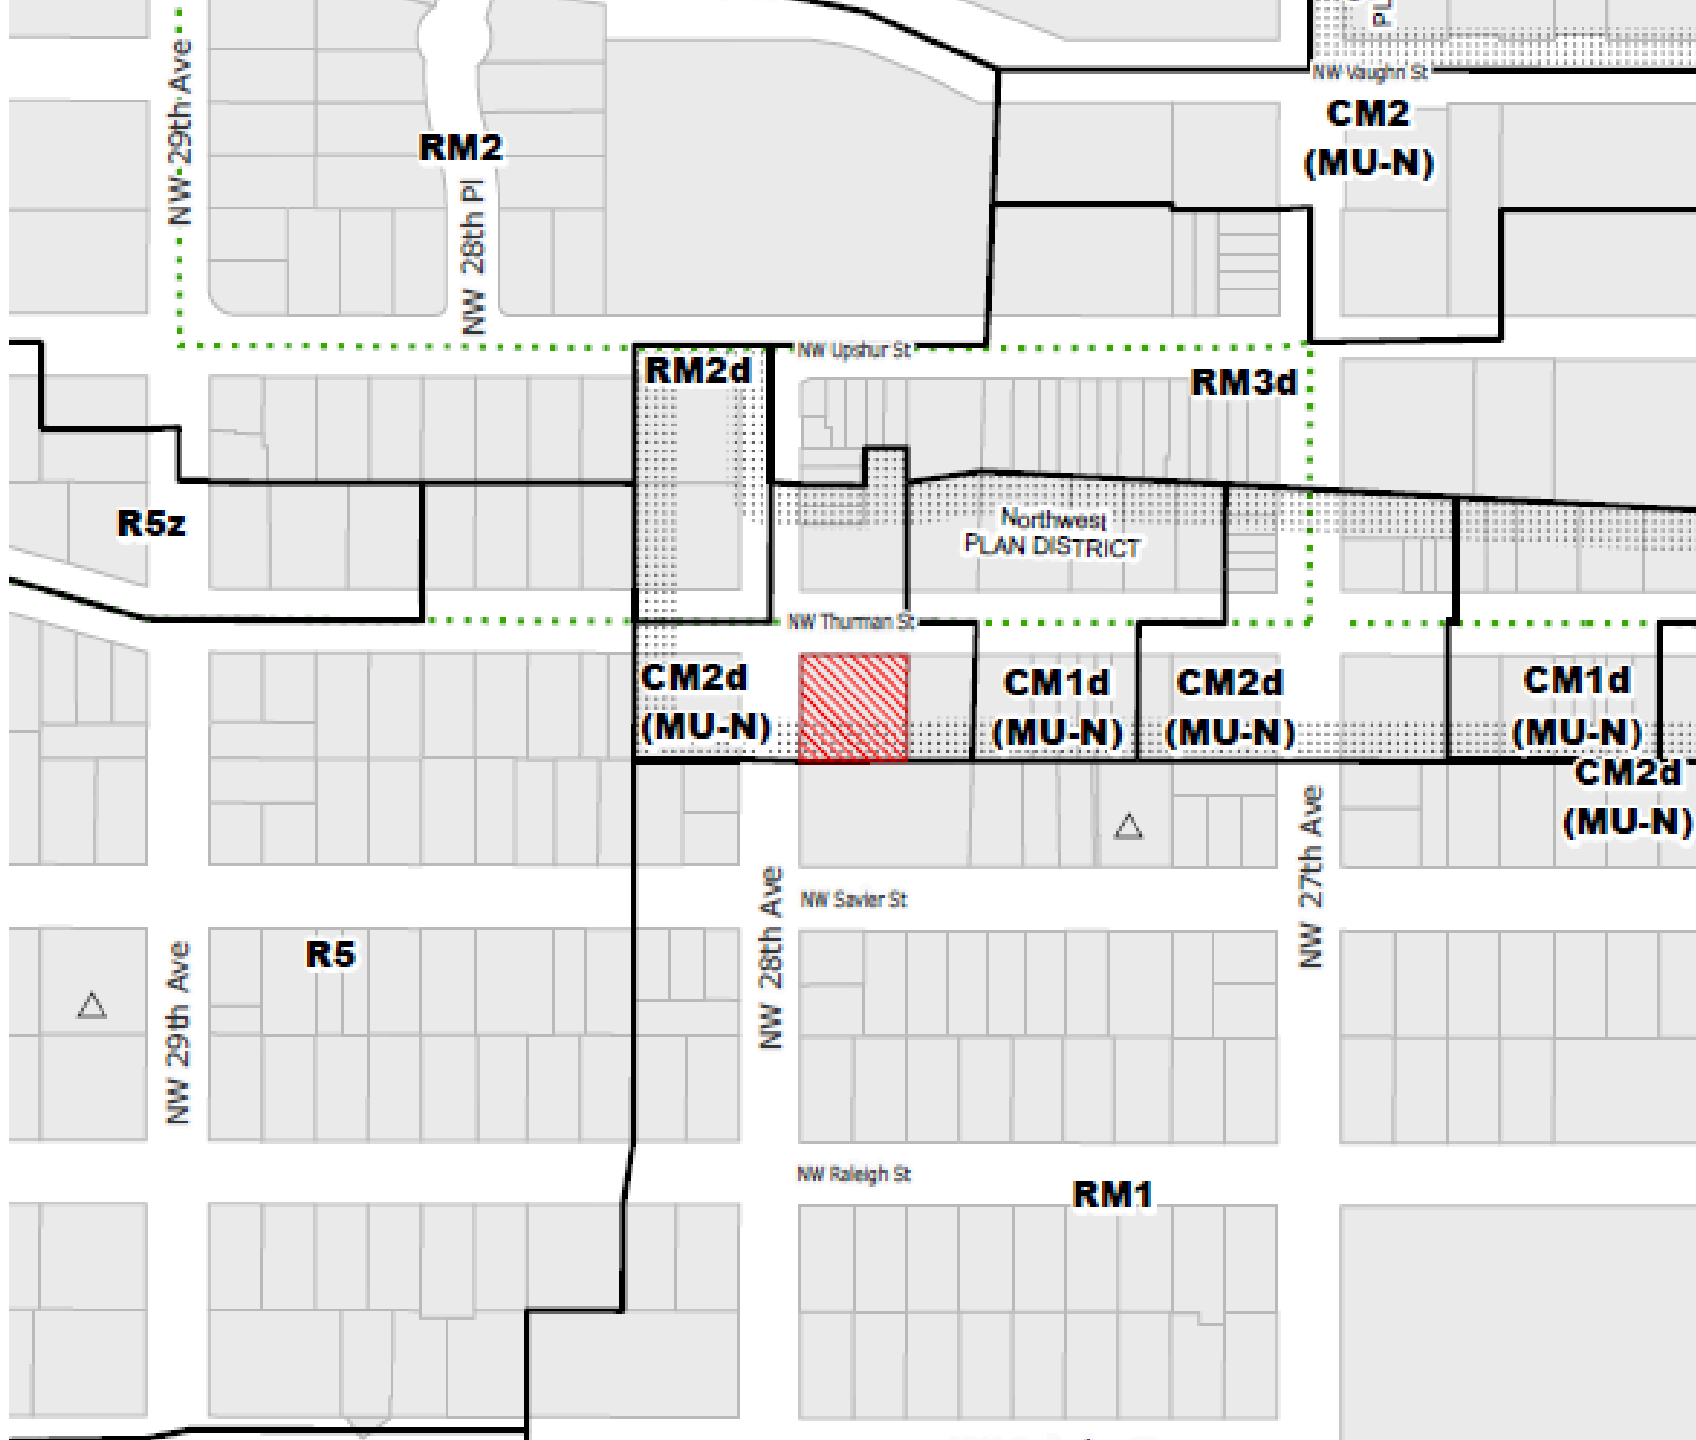 PL
NW Vaughn St
CM2
(MU-N)
NW 29th Ave
RM2
NW 28th Pl
NW Upshur St
RM2d
RM3d
R5z
Northwest
PLAN DISTRICT
NW Thurman St
CM2d
(MU-N)
CM1d
(MU-N)
CM2d
(MU-N)
CM1d
(MU-N)
CM2d
(MU-N)
NW 27th Ave
NW 28th Ave
NW Savier St
R5
NW 29th Ave
NW Raleigh St
RM1